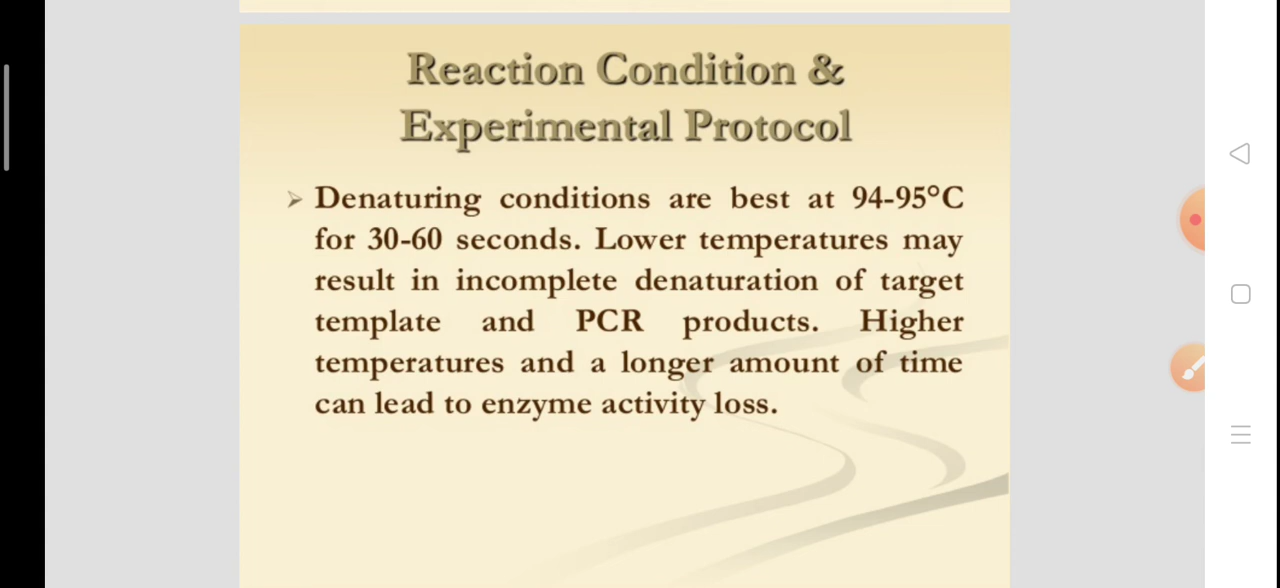 Reaction Condition &
Experimental Protocol
Denaturing conditions are best at 94-95°C
for 30-60 seconds. Lower temperatures may
result in incomplete denaturation of target
template and PCR products. Higher
temperatures and a longer amount of time
can lead to enzyme activity loss.